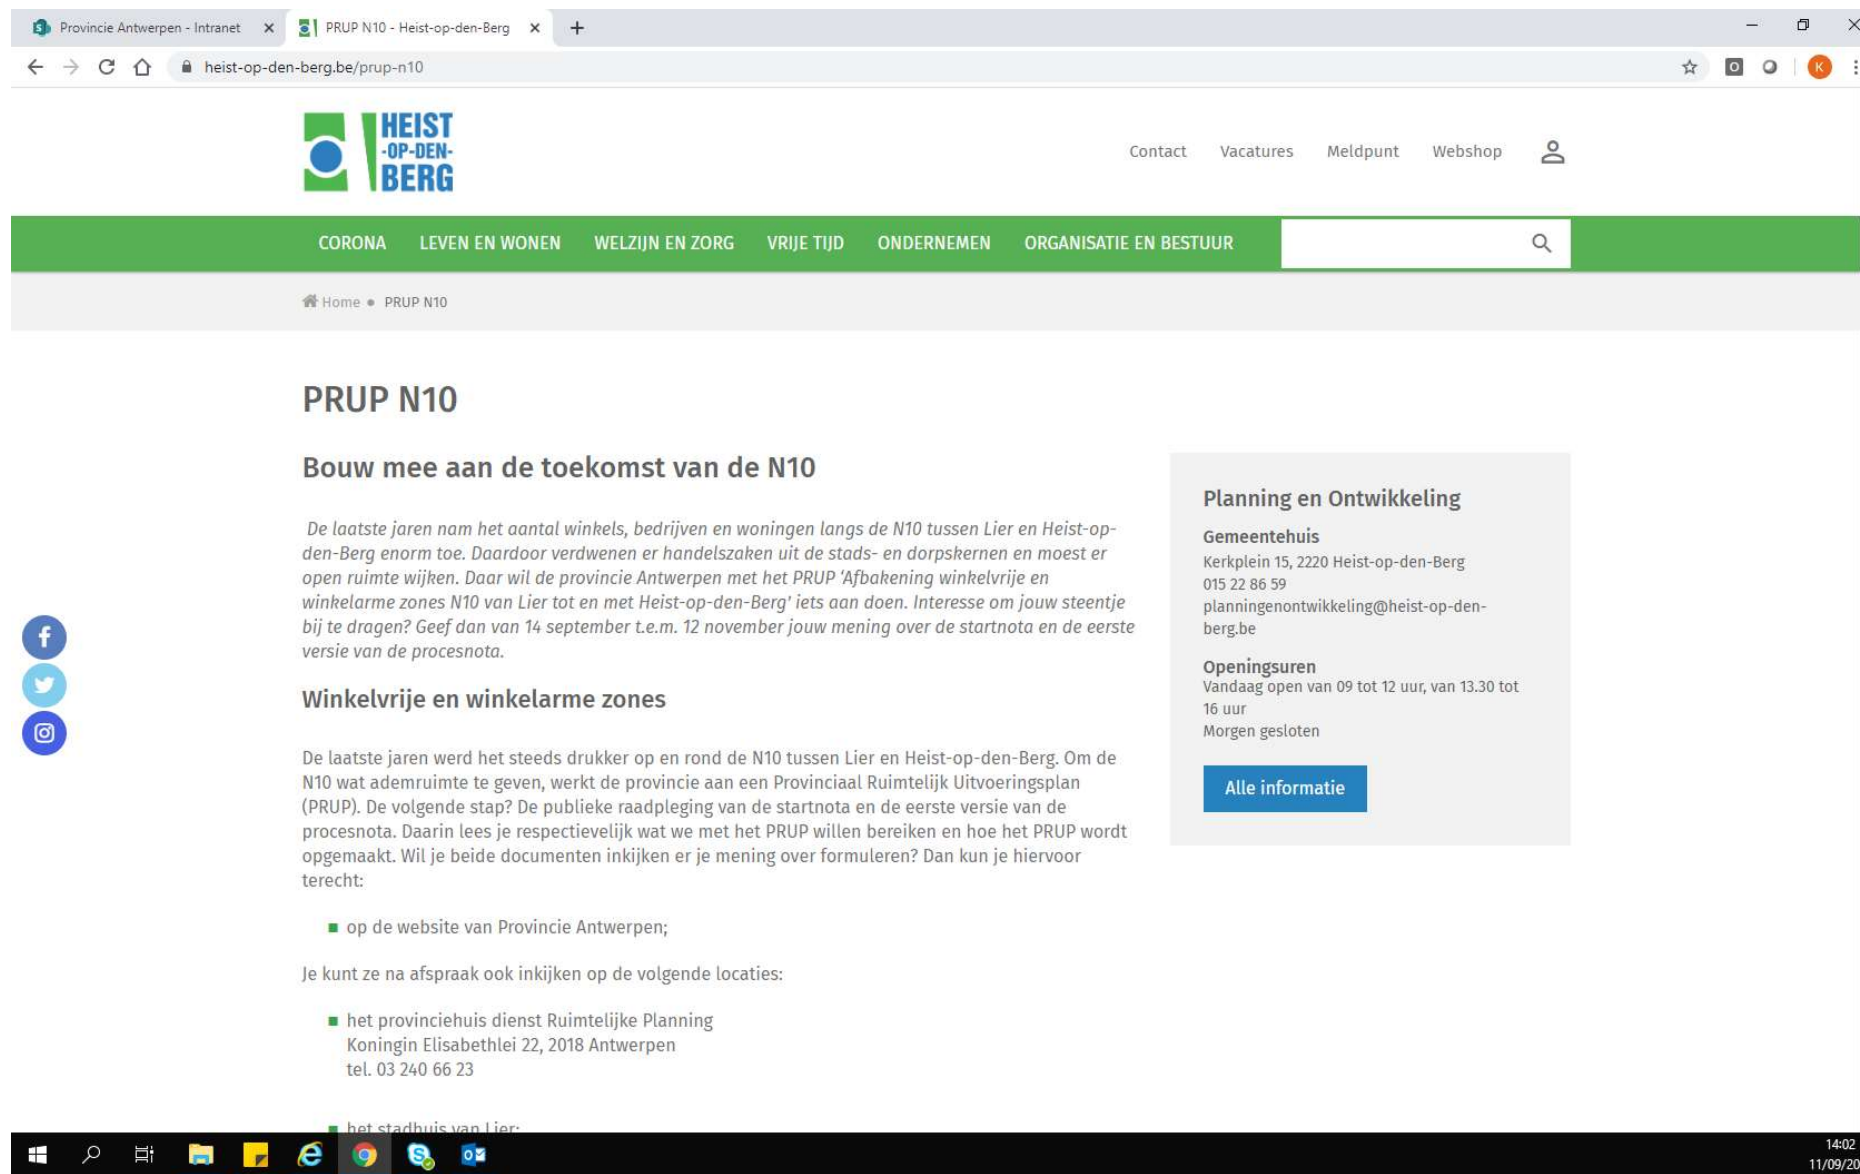 Provincie Antwerpen - Intranet
PRUP N10 - Heist-op-den-Berg
heist-op-den-berg.be/prup-n10
K
HEIST
-OP-DEN-
BERG
Contact Vacatures Meldpunt Webshop
CORONA LEVEN EN WONEN WELZIJN EN ZORG VRIJE TIJD ONDERNEMEN ORGANISATIE EN BESTUUR
Home • PRUP N10
PRUP N10
Bouw mee aan de toekomst van de N10
De laatste jaren nam het aantal winkels, bedrijven en woningen langs de N10 tussen Lier en Heist-op-
den-Berg enorm toe. Daardoor verdwenen er handelszaken uit de stads- en dorpskernen en moest er
open ruimte wijken. Daar wil de provincie Antwerpen met het PRUP ‘Afbakening winkelvrije en
winkelarme zones N10 van Lier tot en met Heist-op-den-Berg’ iets aan doen. Interesse om jouw steentje
bij te dragen? Geef dan van 14 september t.e.m. 12 november jouw mening over de startnota en de eerste
versie van de procesnota.
Winkelvrije en winkelarme zones
De laatste jaren werd het steeds drukker op en rond de N10 tussen Lier en Heist-op-den-Berg. Om de
N10 wat ademruimte te geven, werkt de provincie aan een Provinciaal Ruimtelijk Uitvoeringsplan
(PRUP). De volgende stap? De publieke raadpleging van de startnota en de eerste versie van de
procesnota. Daarin lees je respectievelijk wat we met het PRUP willen bereiken en hoe het PRUP wordt
opgemaakt. Wil je beide documenten inkijken er je mening over formuleren? Dan kun je hiervoor
terecht:
op de website van Provincie Antwerpen;
Je kunt ze na afspraak ook inkijken op de volgende locaties:
het provinciehuis dienst Ruimtelijke Planning
Koningin Elisabethlei 22, 2018 Antwerpen
tel. 03 240 66 23
het stadhuis van Lier:
Planning en Ontwikkeling
Gemeentehuis
Kerkplein 15, 2220 Heist-op-den-Berg
015 22 86 59
planningenontwikkeling@heist-op-den-
berg.be
Openingsuren
Vandaag open van 09 tot 12 uur, van 13.30 tot
16 uur
Morgen gesloten
Alle informatie
14:02
11/09/20